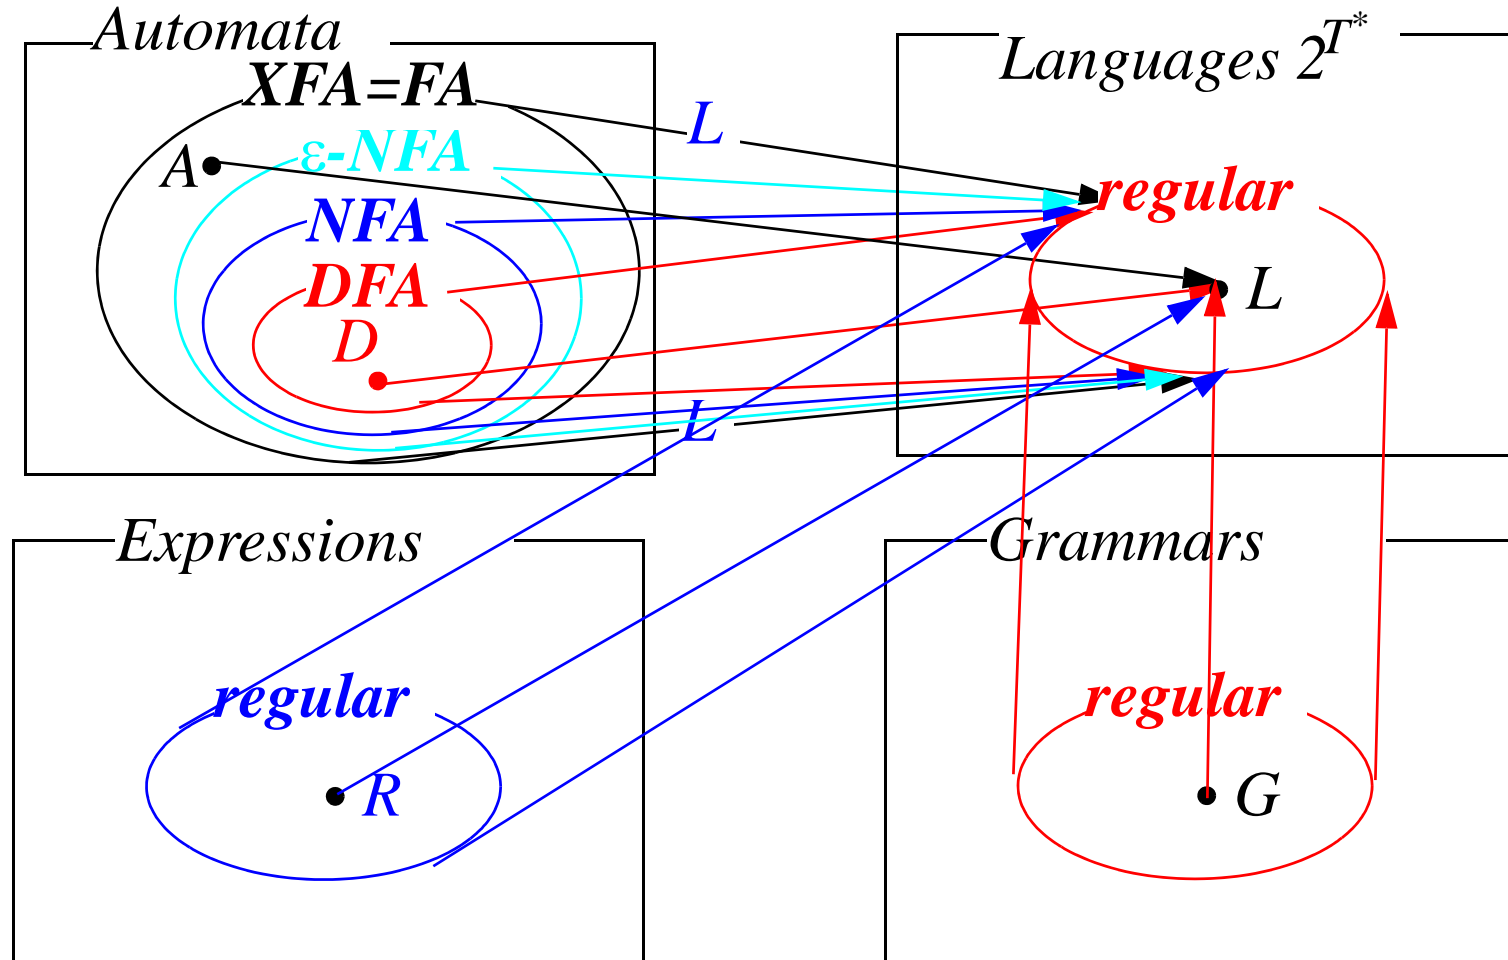 Automata
XFA=FA
ε-NFA
A
NFA
DFA
D
L
L
Languages 2^T*
regular
L
Expressions
regular
R
Grammars
regular
G